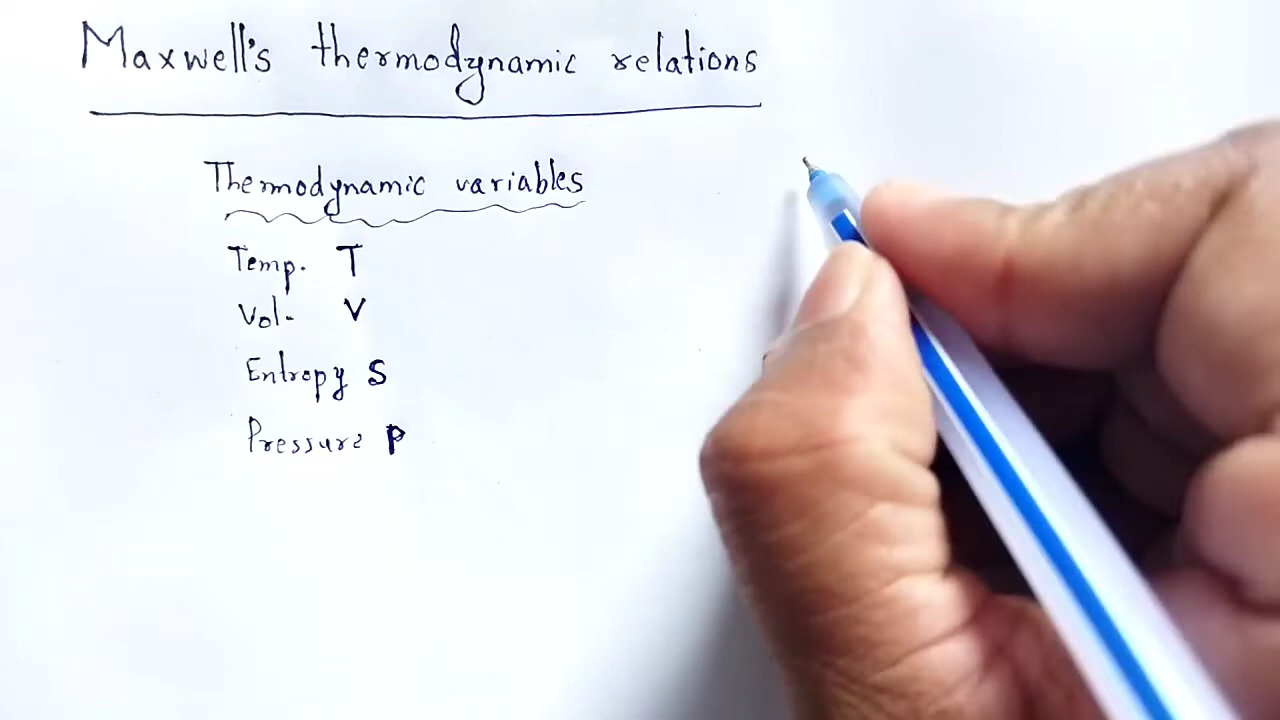 Maxwell's thermodynamic relations
Thermodynamic variables
Temp. T
Vol. V
Entropy S
Pressure P